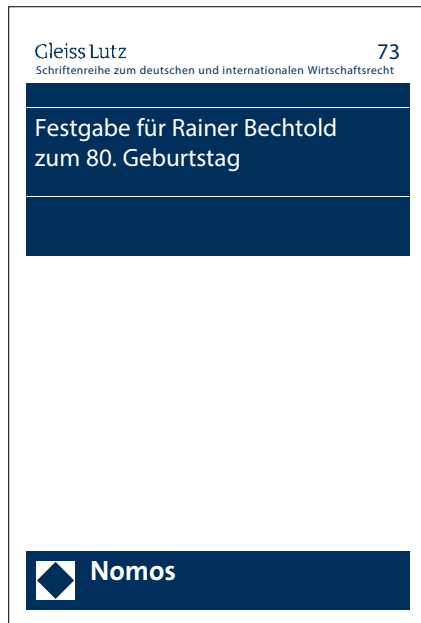 Gleiss Lutz 73
Schriftenreihe zum deutschen und internationalen Wirtschaftsrecht
Festgabe für Rainer Bechtold
zum 80. Geburtstag
Nomos